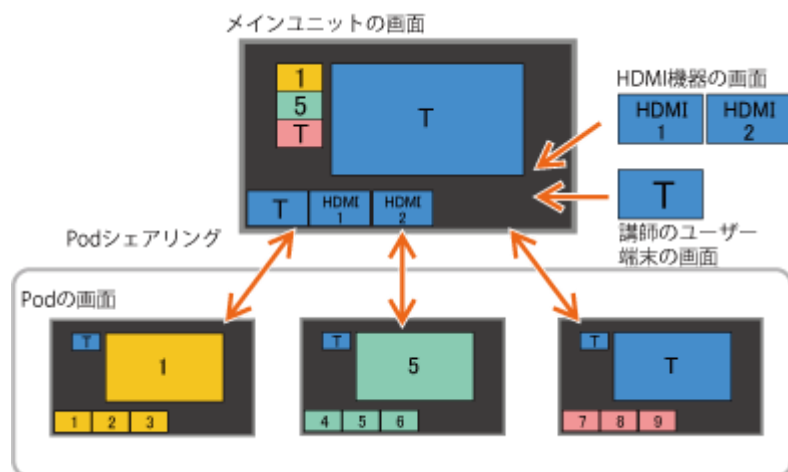 メインユニットの画面
1
5
T
T
T
HDMI
1
HDMI
2
HDMI機器の画面
HDMI
1
HDMI
2
T
講師のユーザー
端末の画面
Podシェアリング
Podの画面
T
1
1
2
3
T
5
4
5
6
T
T
7
8
9